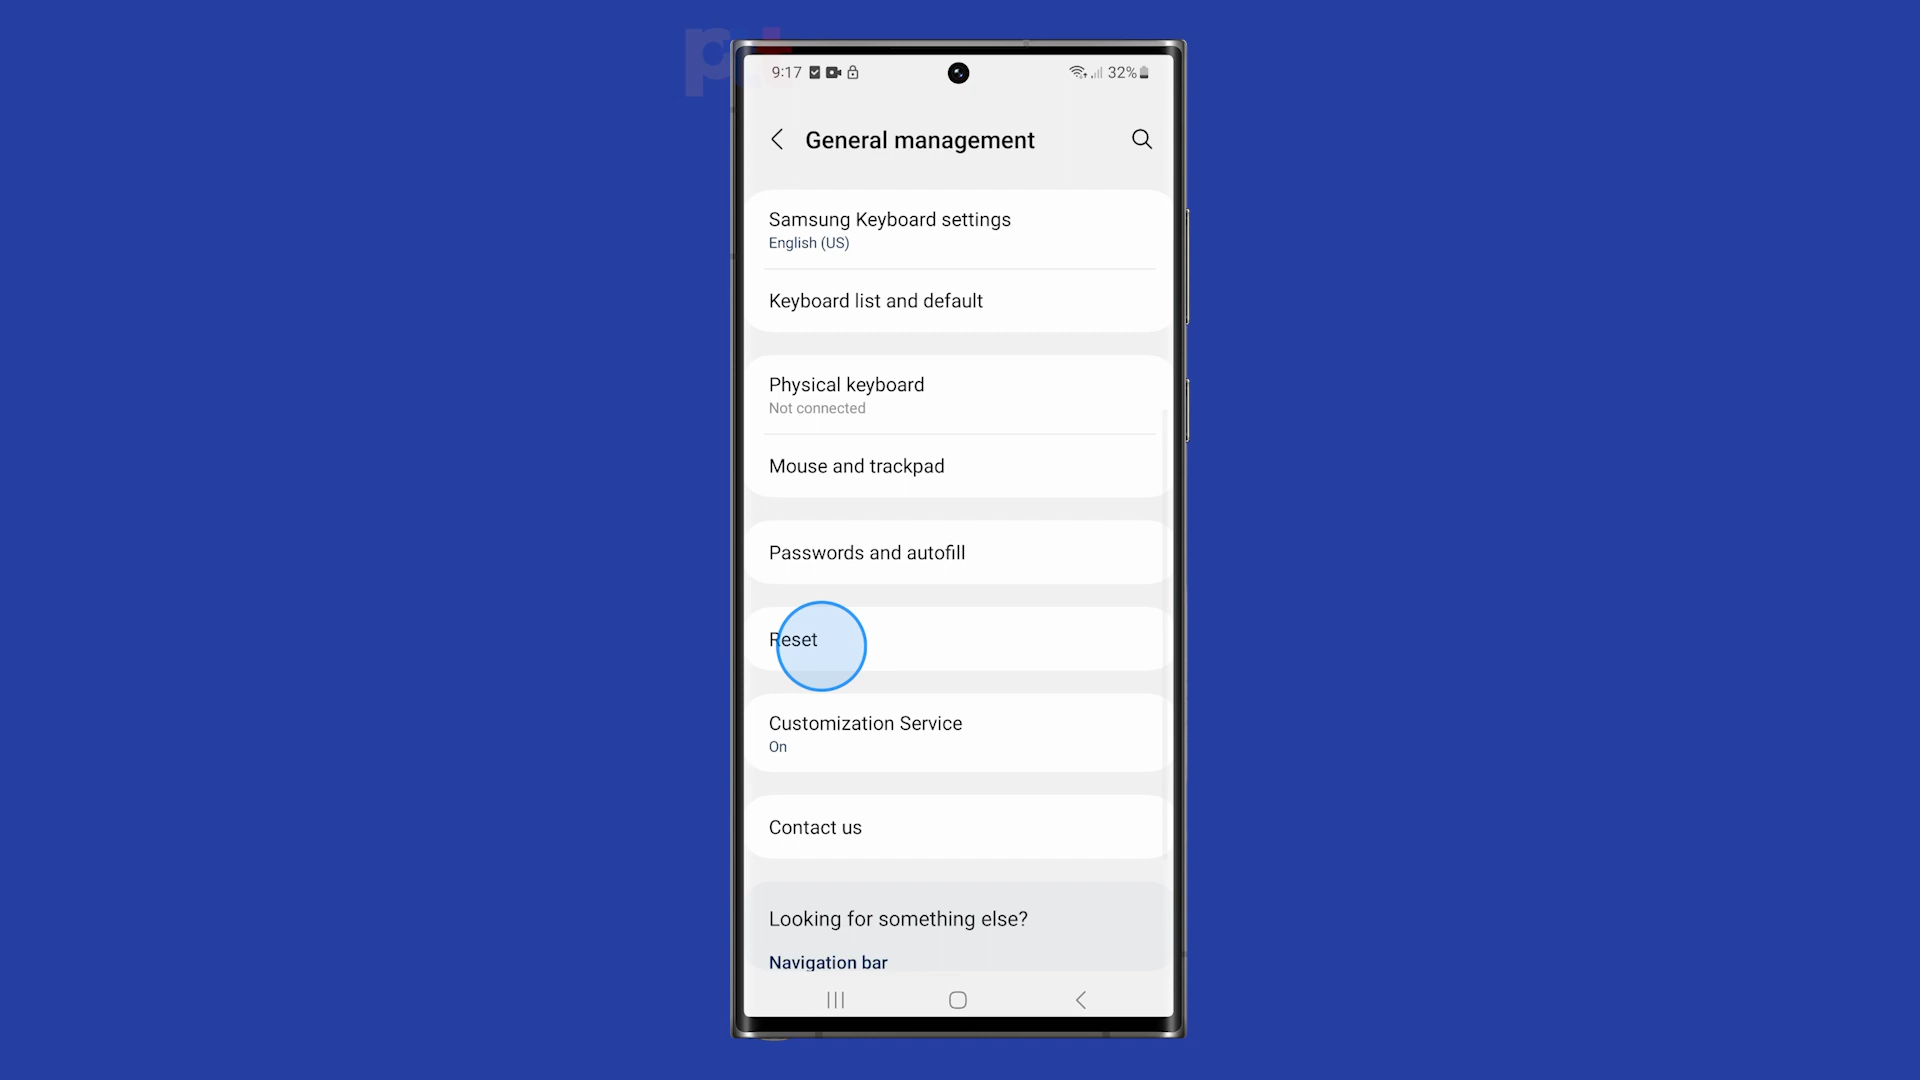 9:17
32%
General management
Samsung Keyboard settings
English (US)
Keyboard list and default
Physical keyboard
Not connected
Mouse and trackpad
Passwords and autofill
Reset
Customization Service
On
Contact us
Looking for something else?
Navigation bar